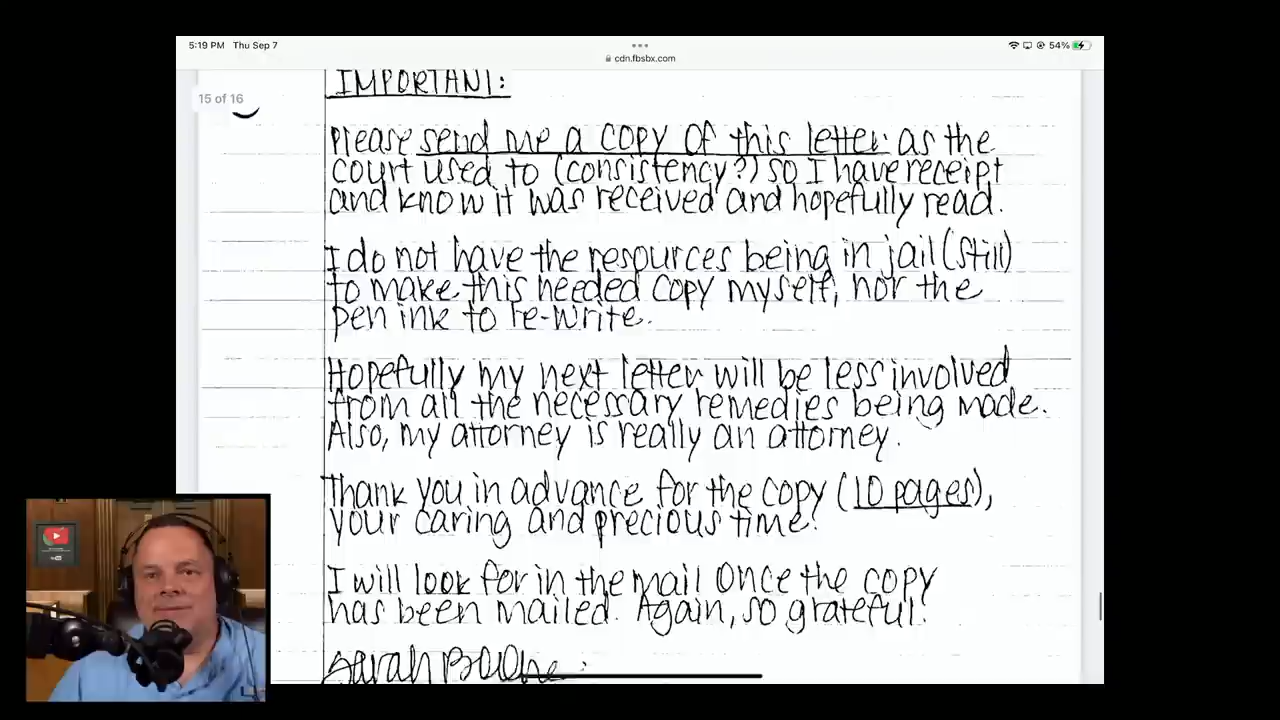 5:19 PM Thu Sep 7
54%
cdn.fbsbx.com
15 of 16
IMPORTANT:
Please send me a copy of this letter as the
court used to (consistency?) so I have receipt
and know it was received and hopefully read.
I do not have the resources being in jail (still)
to make this needed copy myself, nor the
pen ink to re-write.
Hopefully my next letter will be less involved
from all the necessary remedies being made.
Also, my attorney is really an attorney.
Thank you in advance for the copy (10 pages),
your caring and precious time!
I will look for in the mail once the copy
has been mailed. Again, so grateful!
Sarah Boone